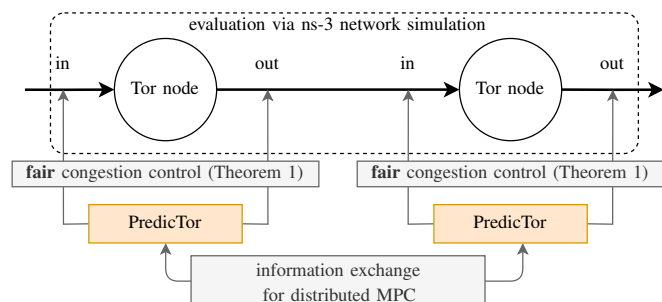 evaluation via ns-3 network simulation
in out in out
Tor node Tor node
fair congestion control (Theorem 1) fair congestion control (Theorem 1)
PredicTor PredicTor
information exchange
for distributed MPC